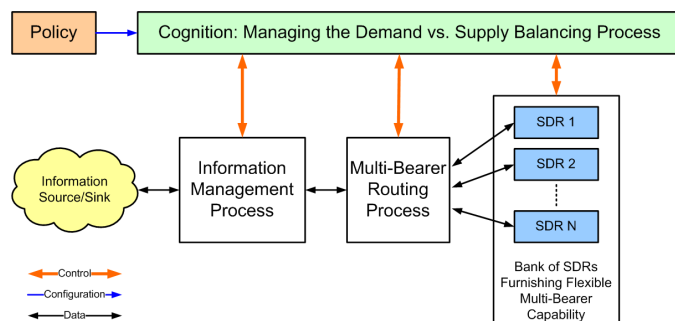 Policy
Cognition: Managing the Demand vs. Supply Balancing Process
SDR 1
SDR 2
SDR N
Information
Management
Process
Multi-Bearer
Routing
Process
Information
Source/Sink
Bank of SDRs
Furnishing Flexible
Multi-Bearer
Capability
Control
Configuration
Data